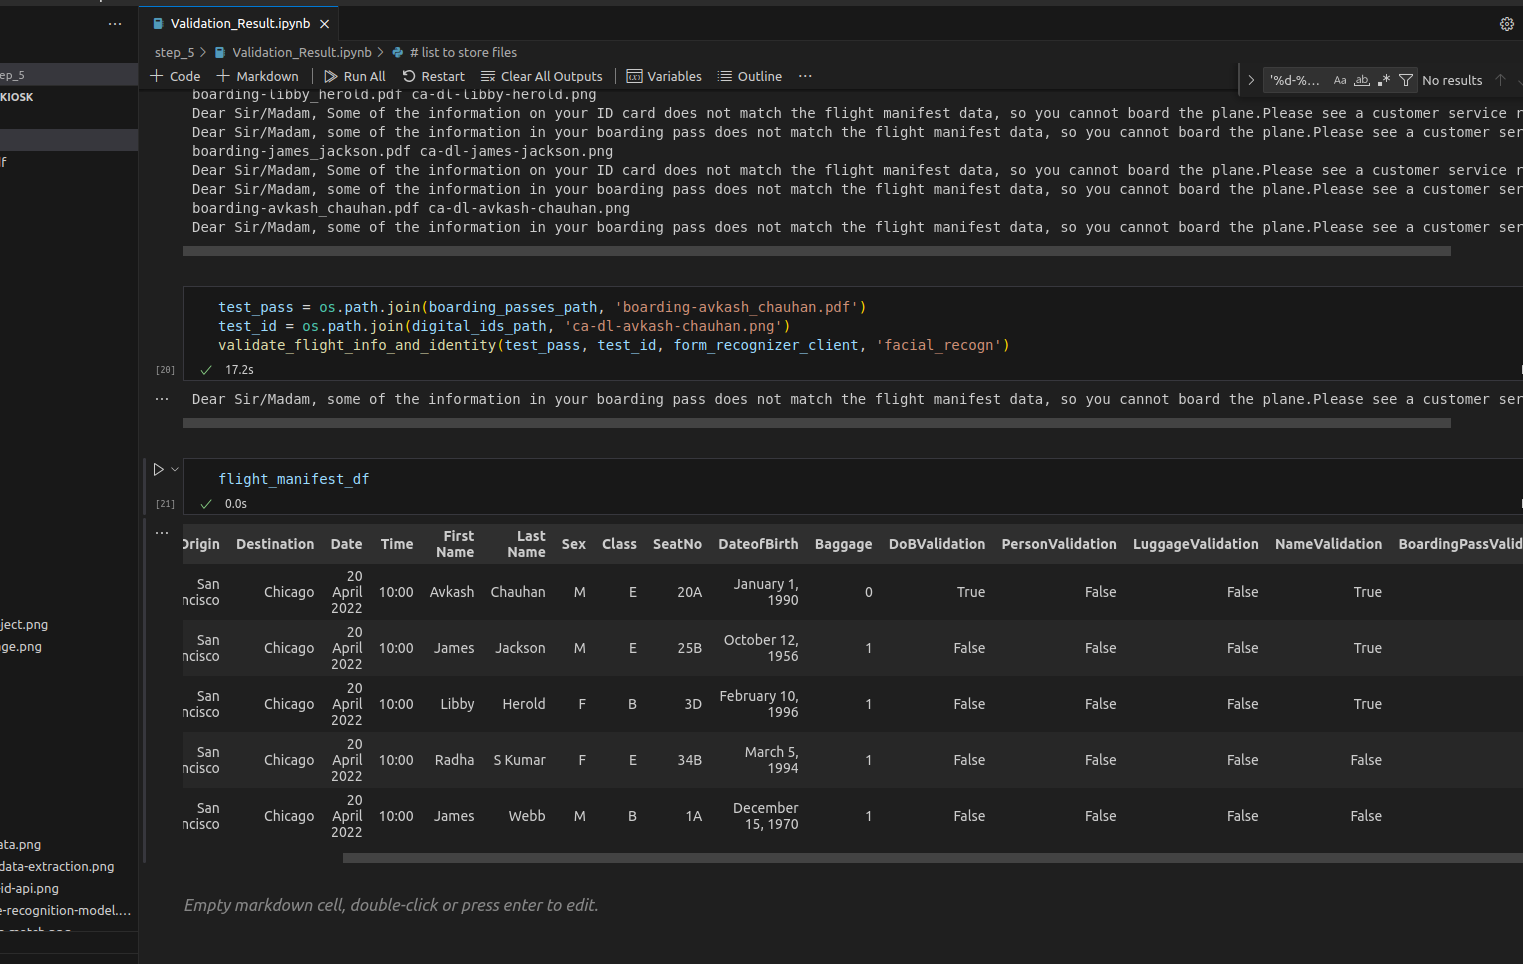 Validation_Result.ipynb
step_5 > Validation_Result.ipynb > # list to store files
ep_5
+ Code + Markdown Run All Restart Clear All Outputs Variables Outline ...
'%d-%... Aa ab .* No results
KIOSK
boarding-libby_herold.pdf ca-dl-libby-herold.png
Dear Sir/Madam, Some of the information on your ID card does not match the flight manifest data, so you cannot board the plane.Please see a customer service r
Dear Sir/Madam, some of the information in your boarding pass does not match the flight manifest data, so you cannot board the plane.Please see a customer ser
boarding-james_jackson.pdf ca-dl-james-jackson.png
Dear Sir/Madam, Some of the information on your ID card does not match the flight manifest data, so you cannot board the plane.Please see a customer service r
Dear Sir/Madam, some of the information in your boarding pass does not match the flight manifest data, so you cannot board the plane.Please see a customer ser
boarding-avkash_chauhan.pdf ca-dl-avkash-chauhan.png
Dear Sir/Madam, some of the information in your boarding pass does not match the flight manifest data, so you cannot board the plane.Please see a customer ser
test_pass = os.path.join(boarding_passes_path, 'boarding-avkash_chauhan.pdf')
test_id = os.path.join(digital_ids_path, 'ca-dl-avkash-chauhan.png')
validate_flight_info_and_identity(test_pass, test_id, form_recognizer_client, 'facial_recogn')
[20] ✓ 17.2s
Dear Sir/Madam, some of the information in your boarding pass does not match the flight manifest data, so you cannot board the plane.Please see a customer ser
flight_manifest_df
[21] ✓ 0.0s
Origin Destination Date Time First Name Last Name Sex Class SeatNo DateofBirth Baggage DoBValidation PersonValidation LuggageValidation NameValidation BoardingPassValid
San ncisco Chicago 20 April 2022 10:00 Avkash Chauhan M E 20A January 1, 1990 0 True False False True
San ncisco Chicago 20 April 2022 10:00 James Jackson M E 25B October 12, 1956 1 False False False True
San ncisco Chicago 20 April 2022 10:00 Libby Herold F B 3D February 10, 1996 1 False False False True
San ncisco Chicago 20 April 2022 10:00 Radha S Kumar F E 34B March 5, 1994 1 False False False False
San ncisco Chicago 20 April 2022 10:00 James Webb M B 1A December 15, 1970 1 False False False False
Empty markdown cell, double-click or press enter to edit.
ject.png
ge.png
ata.png
data-extraction.png
-id-api.png
e-recognition-model....